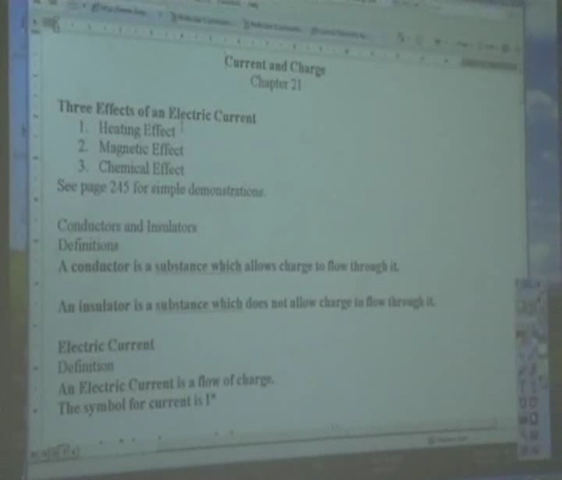 Current and Charge
Chapter 21
Three Effects of an Electric Current
1. Heating Effect
2. Magnetic Effect
3. Chemical Effect
See page 245 for simple demonstrations.
Conductors and Insulators
Definitions
A conductor is a substance which allows charge to flow through it.
An insulator is a substance which does not allow charge to flow through it.
Electric Current
Definition
An Electric Current is a flow of charge.
The symbol for current is I"